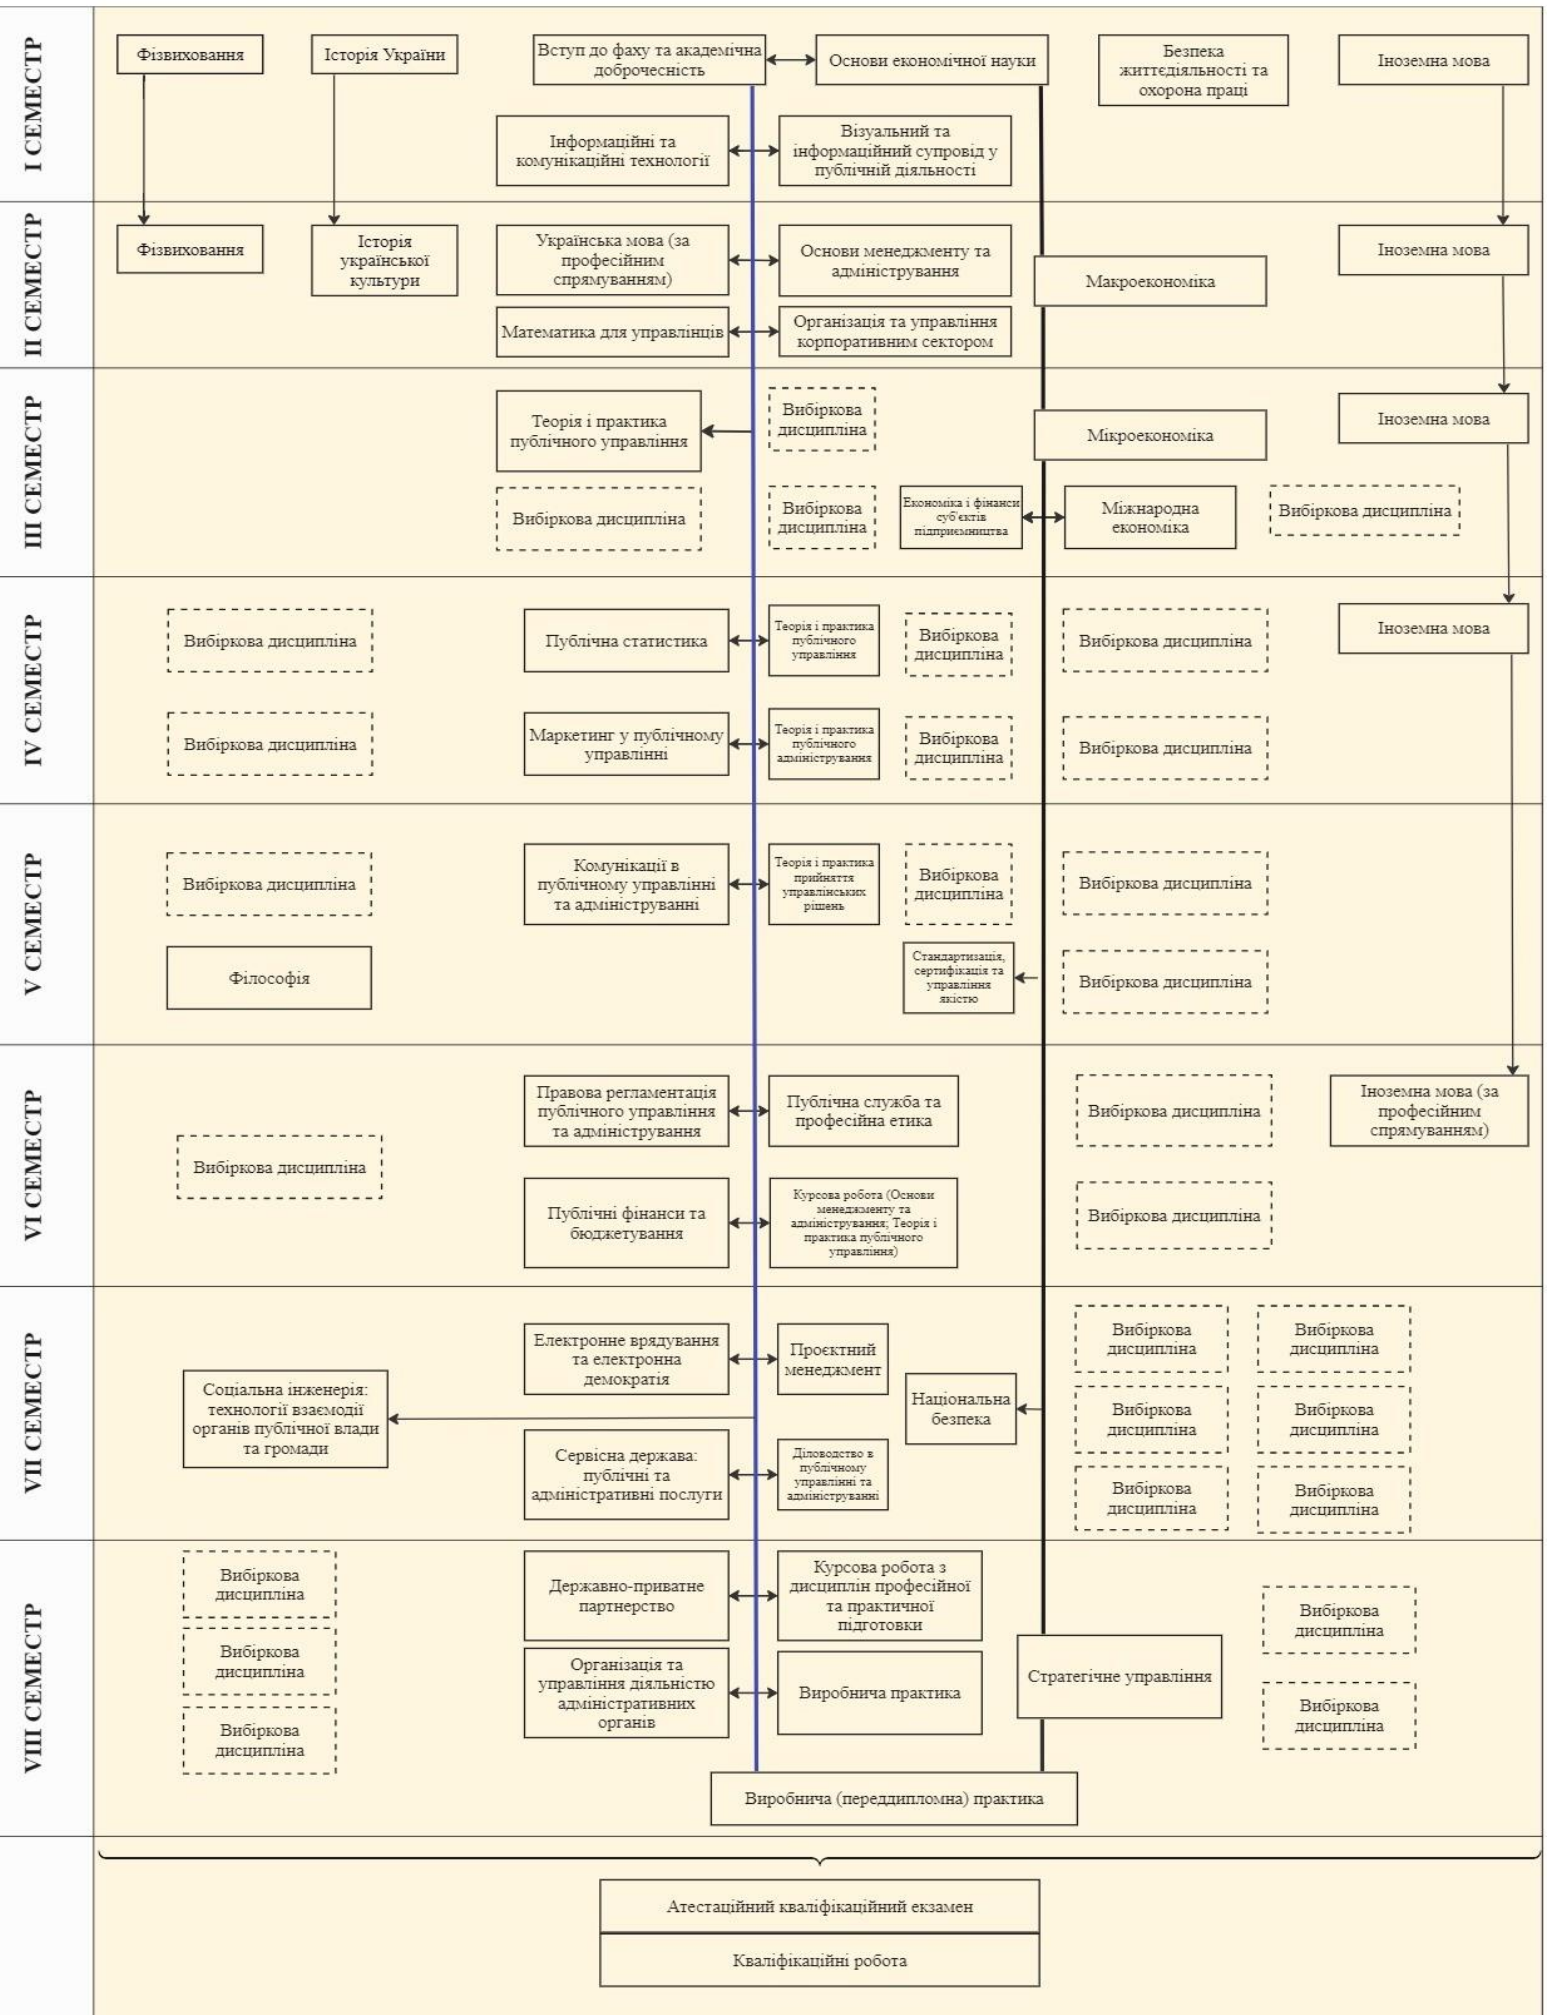 І СЕМЕСТР
Фізвиховання
Історія України
Вступ до фаху та академічна
доброчесність
Основи економічної науки
Безпека
життєдіяльності та
охорона праці
Іноземна мова
Інформаційні та
комунікаційні технології
Візуальний та
інформаційний супровід у
публічній діяльності
ІІ СЕМЕСТР
Фізвиховання
Історія
української
культури
Українська мова (за
професійним
спрямуванням)
Основи менеджменту та
адміністрування
Макроекономіка
Іноземна мова
Математика для управлінців
Організація та управління
корпоративним сектором
ІІІ СЕМЕСТР
Теорія і практика
публічного управління
Вибіркова
дисципліна
Мікроекономіка
Іноземна мова
Вибіркова дисципліна
Вибіркова
дисципліна
Економіка і фінанси
суб'єктів
підприємництва
Міжнародна
економіка
Вибіркова дисципліна
IV СЕМЕСТР
Вибіркова дисципліна
Публічна статистика
Теорія і практика
публічного
управління
Вибіркова
дисципліна
Вибіркова дисципліна
Іноземна мова
Вибіркова дисципліна
Маркетинг у публічному
управлінні
Теорія і практика
публічного
адміністрування
Вибіркова
дисципліна
Вибіркова дисципліна
V СЕМЕСТР
Вибіркова дисципліна
Комунікації в
публічному управлінні
та адмініструванні
Теорія і практика
прийняття
управлінських
рішень
Вибіркова
дисципліна
Вибіркова дисципліна
Філософія
Стандартизація,
сертифікація та
управління
якістю
Вибіркова дисципліна
VI СЕМЕСТР
Вибіркова дисципліна
Правова регламентація
публічного управління
та адміністрування
Публічна служба та
професійна етика
Вибіркова дисципліна
Іноземна мова (за
професійним
спрямуванням)
Публічні фінанси та
бюджетування
Курсова робота (Основи
менеджменту та
адміністрування; Теорія і
практика публічного
управління)
Вибіркова дисципліна
VII СЕМЕСТР
Соціальна інженерія:
технології взаємодії
органів публічної влади
та громади
Електронне врядування
та електронна
демократія
Проєктний
менеджмент
Національна
безпека
Вибіркова
дисципліна
Вибіркова
дисципліна
Вибіркова
дисципліна
Вибіркова
дисципліна
Сервісна держава:
публічні та
адміністративні послуги
Діловодство в
публічному
управлінні та
адмініструванні
Вибіркова
дисципліна
Вибіркова
дисципліна
VIII СЕМЕСТР
Вибіркова
дисципліна
Вибіркова
дисципліна
Вибіркова
дисципліна
Державно-приватне
партнерство
Курсова робота з
дисциплін професійної
та практичної
підготовки
Організація та
управління діяльністю
адміністративних
органів
Виробнича практика
Стратегічне управління
Вибіркова
дисципліна
Вибіркова
дисципліна
Виробнича (переддипломна) практика
Атестаційний кваліфікаційний екзамен
Кваліфікаційні робота